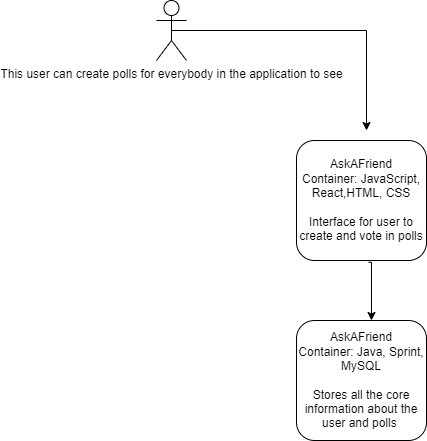 This user can create polls for everybody in the application to see
AskAFriend
Container: JavaScript,
React,HTML, CSS
Interface for user to
create and vote in polls
AskAFriend
Container: Java, Sprint,
MySQL
Stores all the core
information about the
user and polls